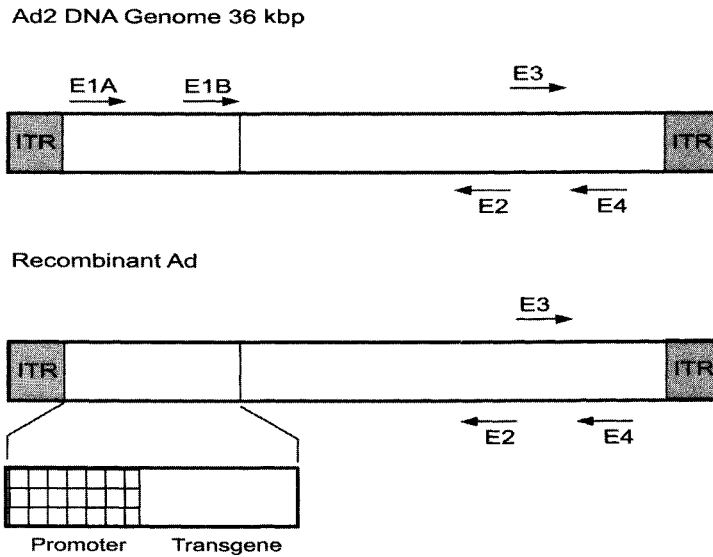 Ad2 DNA Genome 36 kbp
E1A E1B E3
ITR ITR
E2 E4
Recombinant Ad
E3
ITR ITR
E2 E4
Promoter Transgene